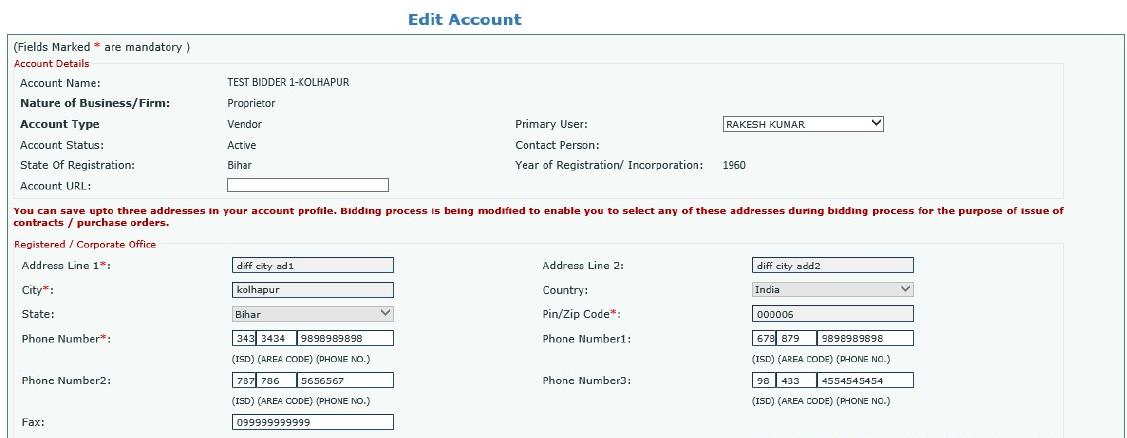 Edit Account
(Fields Marked * are mandatory )
Account Details
Account Name: TEST BIDDER 1-KOLHAPUR
Nature of Business/Firm: Proprietor
Account Type Vendor Primary User: RAKESH KUMAR
Account Status: Active Contact Person:
State Of Registration: Bihar Year of Registration/ Incorporation: 1960
Account URL:
You can save upto three addresses in your account profile. Bidding process is being modified to enable you to select any of these addresses during bidding process for the purpose of issue of
contracts / purchase orders.
Registered / Corporate Office
Address Line 1*: diff city ad1 Address Line 2: diff city add2
City*: kolhapur Country: India
State: Bihar Pin/Zip Code*: 000006
Phone Number*: 343 3434 9898989898 Phone Number1: 678 879 9898989898
(ISD) (AREA CODE) (PHONE NO.) (ISD) (AREA CODE) (PHONE NO.)
Phone Number2: 787 786 5656567 Phone Number3: 98 433 4554545454
(ISD) (AREA CODE) (PHONE NO.) (ISD) (AREA CODE) (PHONE NO.)
Fax: 099999999999